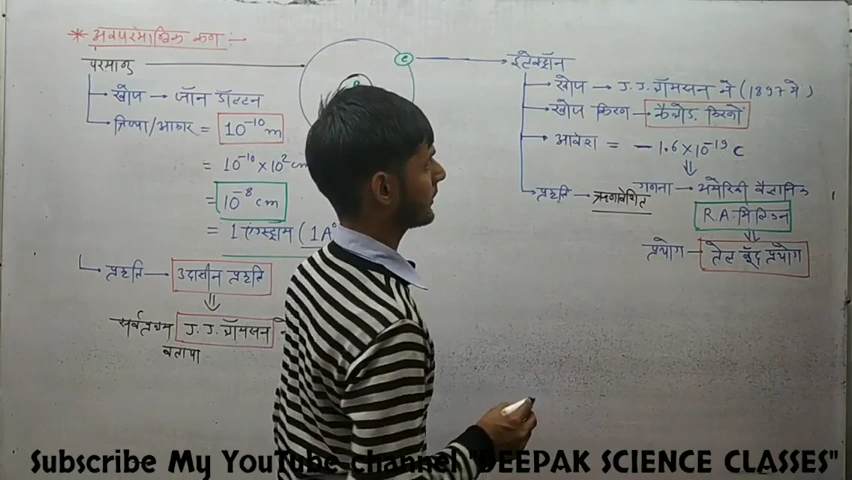 * अवपरमाण्विक कण :-
परमाणु
खोज → जॉन डॉल्टन
त्रिज्या/आकार = 10⁻¹⁰ m
= 10⁻¹⁰ × 10² cm
= 10⁻⁸ cm
= 1 एंग्स्ट्राम (1A°
प्रकृति — उदासीन प्रकृति
सर्वप्रथम J.J. थॉमसन ने
बताया
e
इलेक्ट्रॉन
खोज → J.J. थॉमसन ने (1897 में)
खोज किरण — कैथोड किरणों
आवेश = - 1.6 × 10⁻¹⁹ C
गणना → अमेरिकी वैज्ञानिक
R.A. मिलिकन
प्रयोग — तेल बूँद प्रयोग
प्रकृति → ऋणावेशित
Subscribe My YouTube channel "DEEPAK SCIENCE CLASSES"